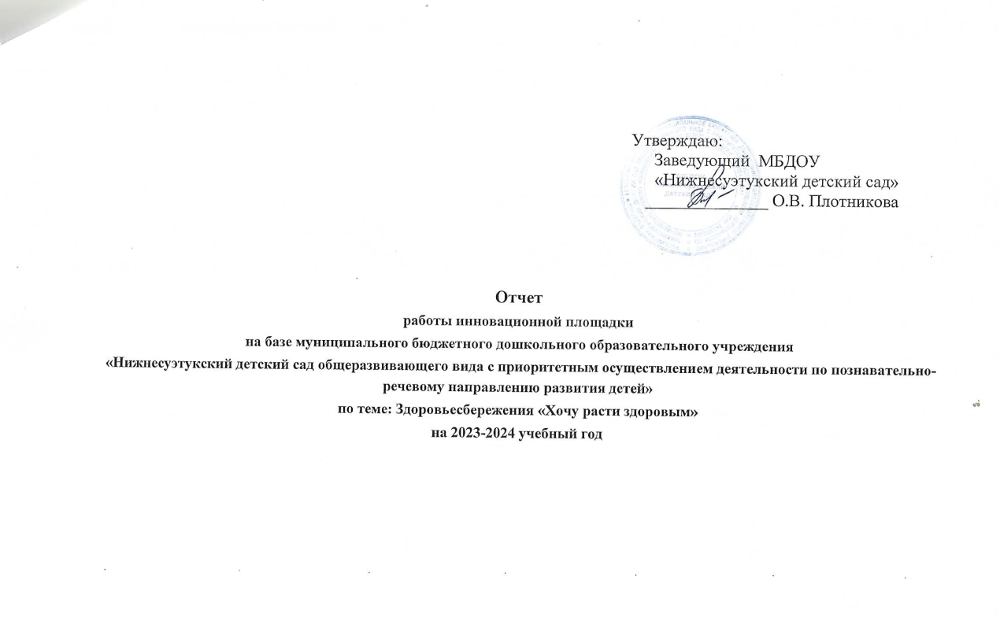 Утверждаю:
Заведующий МБДОУ
«Нижнесуэтукский детский сад»
О.В. Плотникова
Отчет
работы инновационной площадки
на базе муниципального бюджетного дошкольного образовательного учреждения
«Нижнесуэтукский детский сад общеразвивающего вида с приоритетным осуществлением деятельности по познавательно-
речевому направлению развития детей»
по теме: Здоровьесбережения «Хочу расти здоровым»
на 2023-2024 учебный год